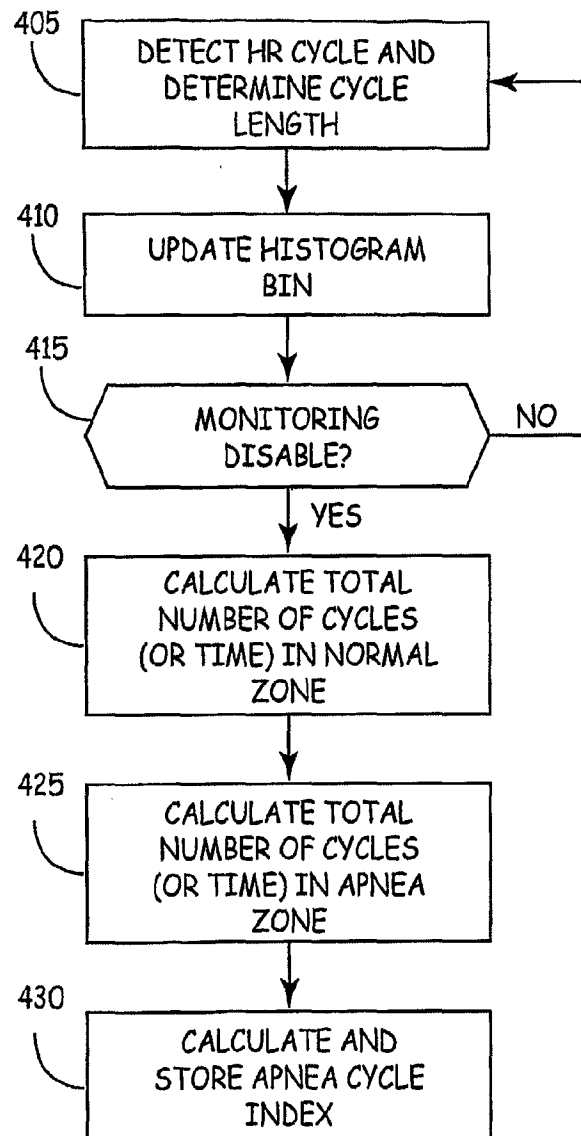 405
DETECT HR CYCLE AND
DETERMINE CYCLE
LENGTH
410
UPDATE HISTOGRAM
BIN
415
MONITORING
DISABLE?
NO
YES
420
CALCULATE TOTAL
NUMBER OF CYCLES
(OR TIME) IN NORMAL
ZONE
425
CALCULATE TOTAL
NUMBER OF CYCLES
(OR TIME) IN APNEA
ZONE
430
CALCULATE AND
STORE APNEA CYCLE
INDEX